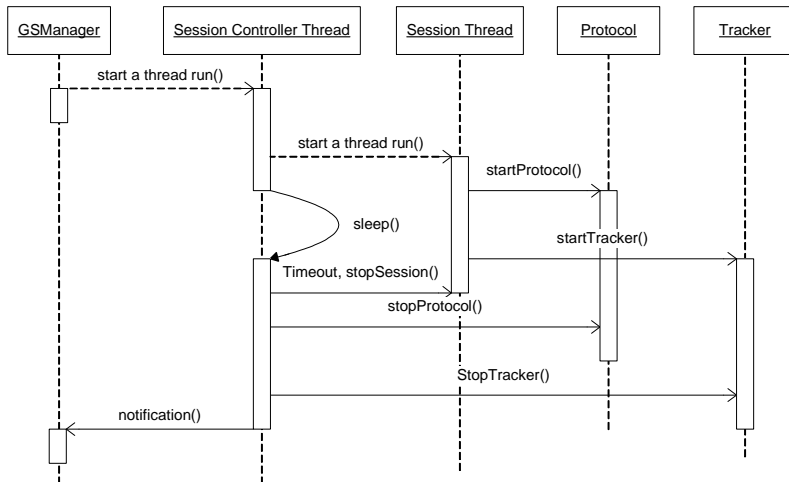 GSManager
Session Controller Thread
Session Thread
Protocol
Tracker
start a thread run()
start a thread run()
startProtocol()
sleep()
startTracker()
Timeout, stopSession()
stopProtocol()
StopTracker()
notification()